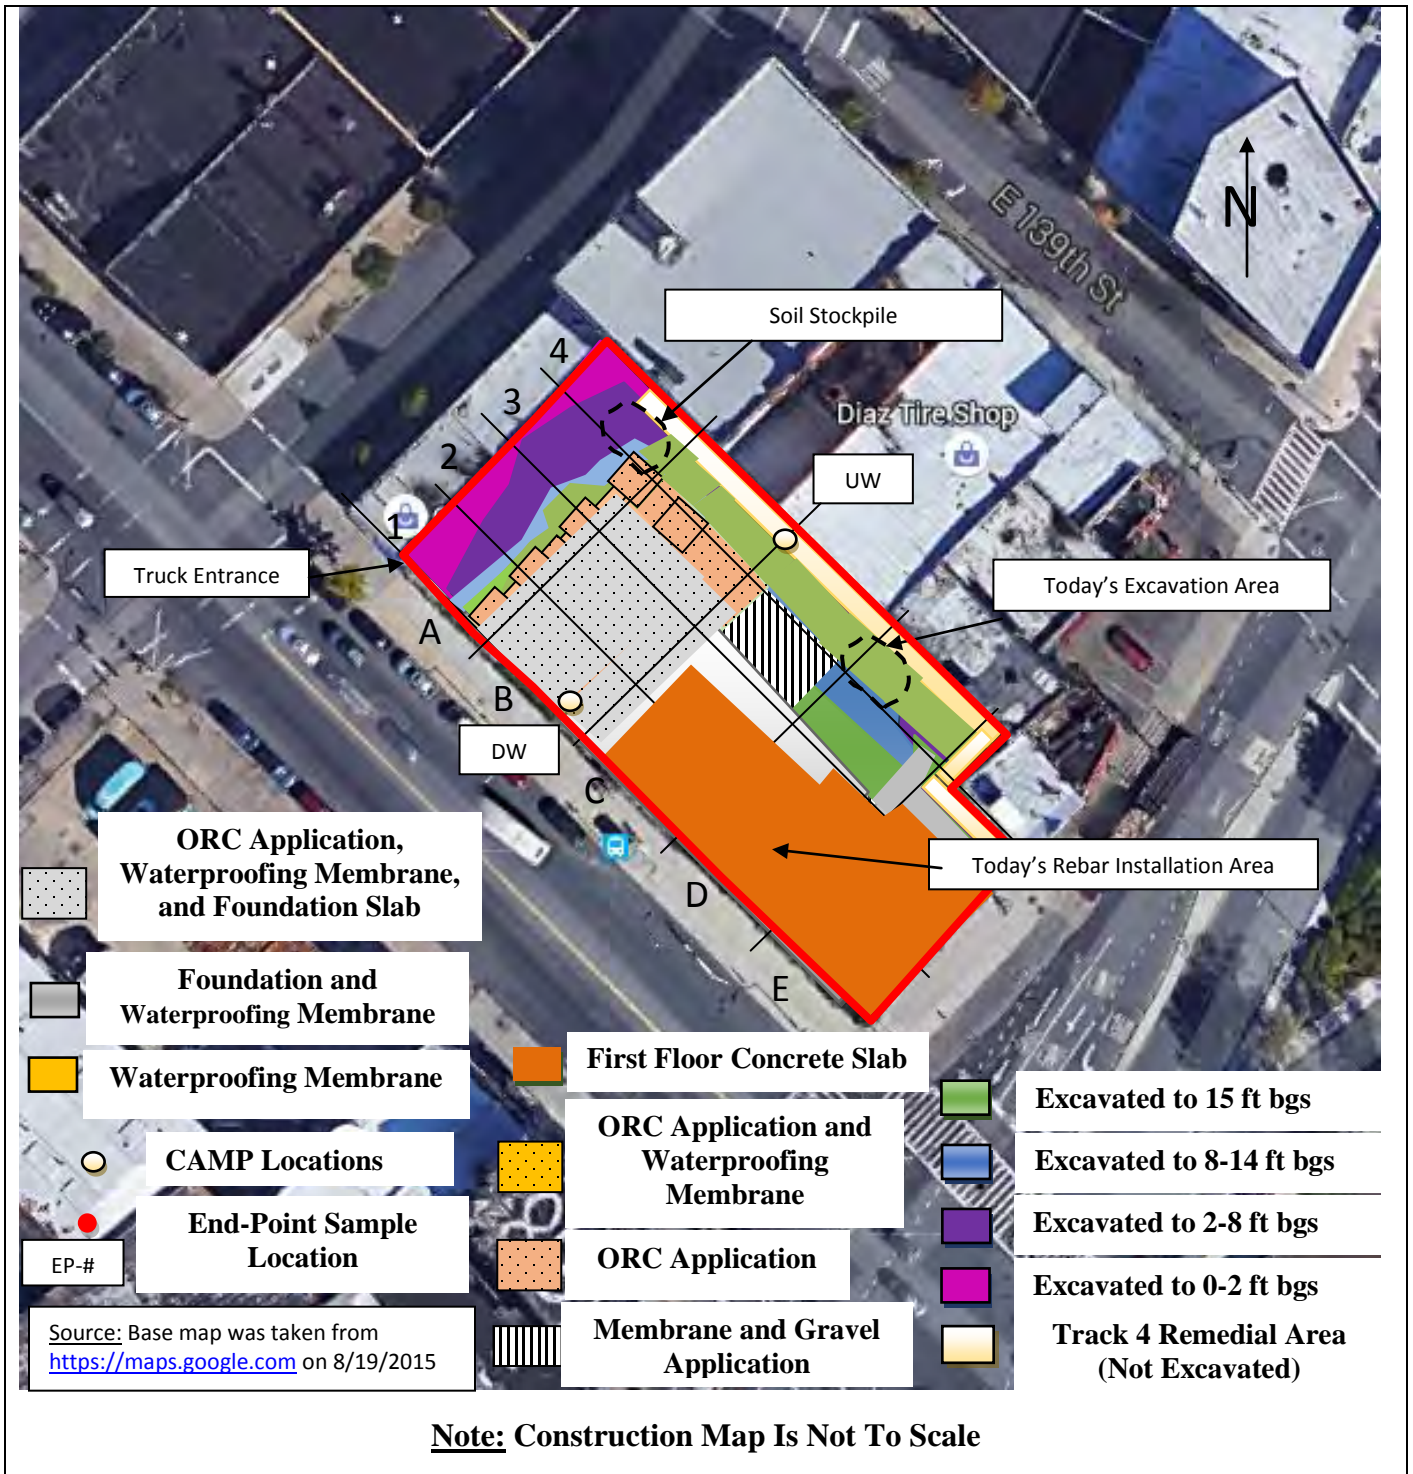 E 139th St
N
Soil Stockpile
4
3
Diaz Tire Shop
2
UW
1
Truck Entrance
Today's Excavation Area
A
B
DW
C
ORC Application,
Waterproofing Membrane,
and Foundation Slab
Today's Rebar Installation Area
D
Foundation and
Waterproofing Membrane
E
Waterproofing Membrane
First Floor Concrete Slab
Excavated to 15 ft bgs
CAMP Locations
ORC Application and
Waterproofing
Membrane
Excavated to 8-14 ft bgs
End-Point Sample
Location
EP-#
Excavated to 2-8 ft bgs
ORC Application
Excavated to 0-2 ft bgs
Source: Base map was taken from
https://maps.google.com on 8/19/2015
Membrane and Gravel
Application
Track 4 Remedial Area
(Not Excavated)
Note: Construction Map Is Not To Scale